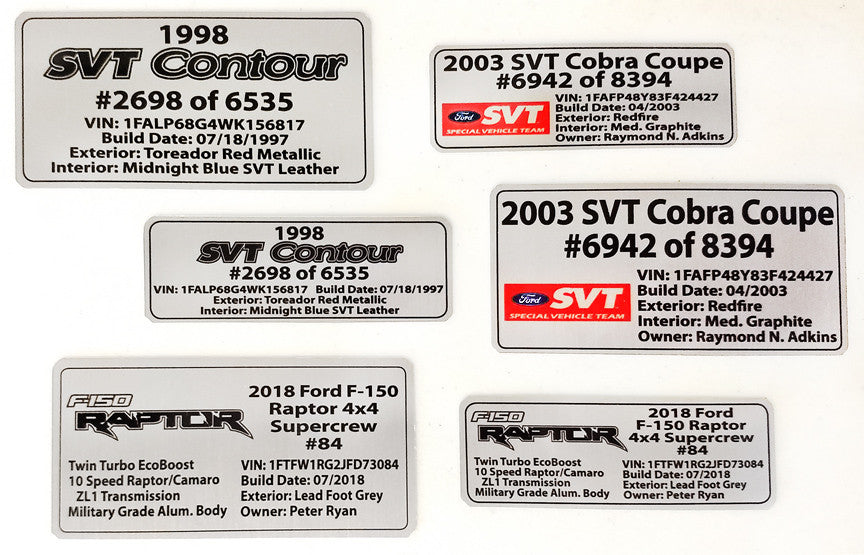 1998
SVT Contour
#2698 of 6535
VIN: 1FALP68G4WK156817
Build Date: 07/18/1997
Exterior: Toreador Red Metallic
Interior: Midnight Blue SVT Leather
2003 SVT Cobra Coupe
#6942 of 8394
Ford SVT
SPECIAL VEHICLE TEAM
VIN: 1FAFP48Y83F424427
Build Date: 04/2003
Exterior: Redfire
Interior: Med. Graphite
Owner: Raymond N. Adkins
1998
SVT Contour
#2698 of 6535
VIN: 1FALP68G4WK156817 Build Date: 07/18/1997
Exterior: Toreador Red Metallic
Interior: Midnight Blue SVT Leather
2003 SVT Cobra Coupe
#6942 of 8394
Ford SVT
SPECIAL VEHICLE TEAM
VIN: 1FAFP48Y83F424427
Build Date: 04/2003
Exterior: Redfire
Interior: Med. Graphite
Owner: Raymond N. Adkins
F-150
RAPTOR
2018 Ford F-150
Raptor 4x4
Supercrew
#84
Twin Turbo EcoBoost
10 Speed Raptor/Camaro
ZL1 Transmission
Military Grade Alum. Body
VIN: 1FTFW1RG2JFD73084
Build Date: 07/2018
Exterior: Lead Foot Grey
Owner: Peter Ryan
F-150
RAPTOR
2018 Ford
F-150 Raptor
4x4 Supercrew
#84
Twin Turbo EcoBoost
10 Speed Raptor/Camaro
ZL1 Transmission
Military Grade Alum. Body
VIN: 1FTFW1RG2JFD73084
Build Date: 07/2018
Exterior: Lead Foot Grey
Owner: Peter Ryan